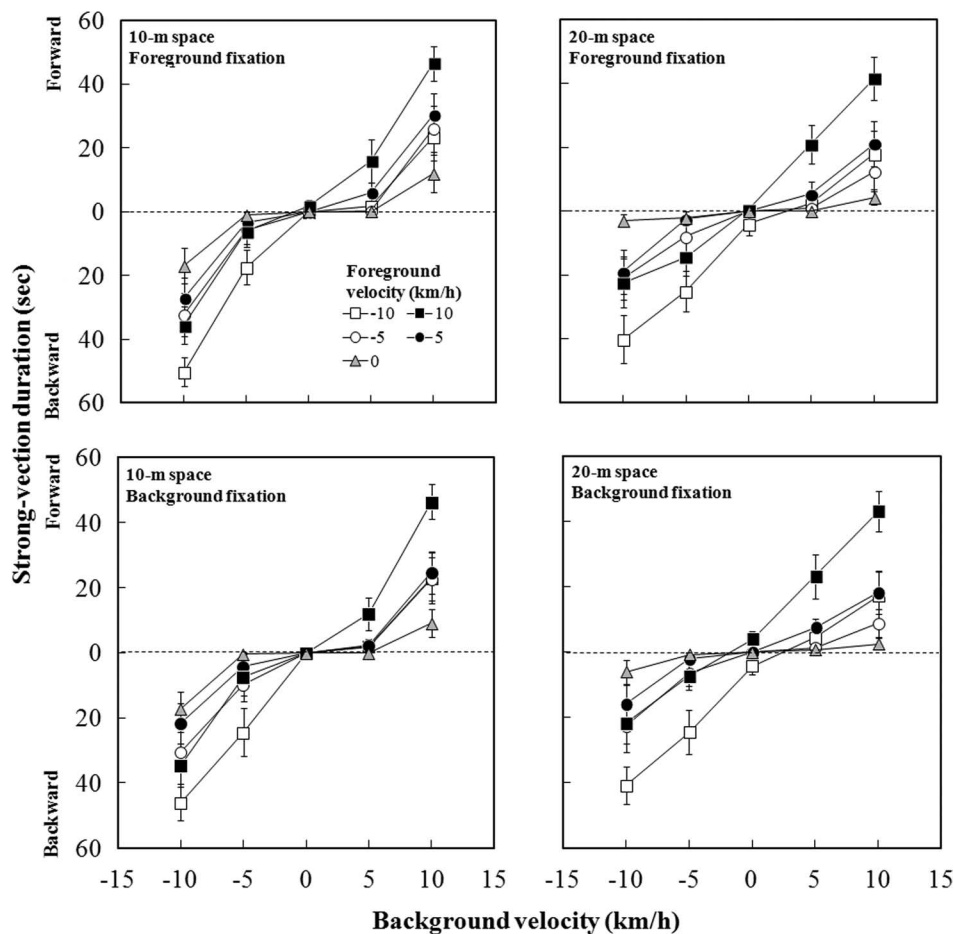 60
40
20
0
20
40
60
Forward
Backward
10-m space
Foreground fixation
Foreground
velocity (km/h)
-10
10
-5
5
0
20-m space
Foreground fixation
Strong-vection duration (sec)
60
40
20
0
20
40
60
Forward
Backward
10-m space
Background fixation
20-m space
Background fixation
-15 -10 -5 0 5 10 15
-15 -10 -5 0 5 10 15
Background velocity (km/h)